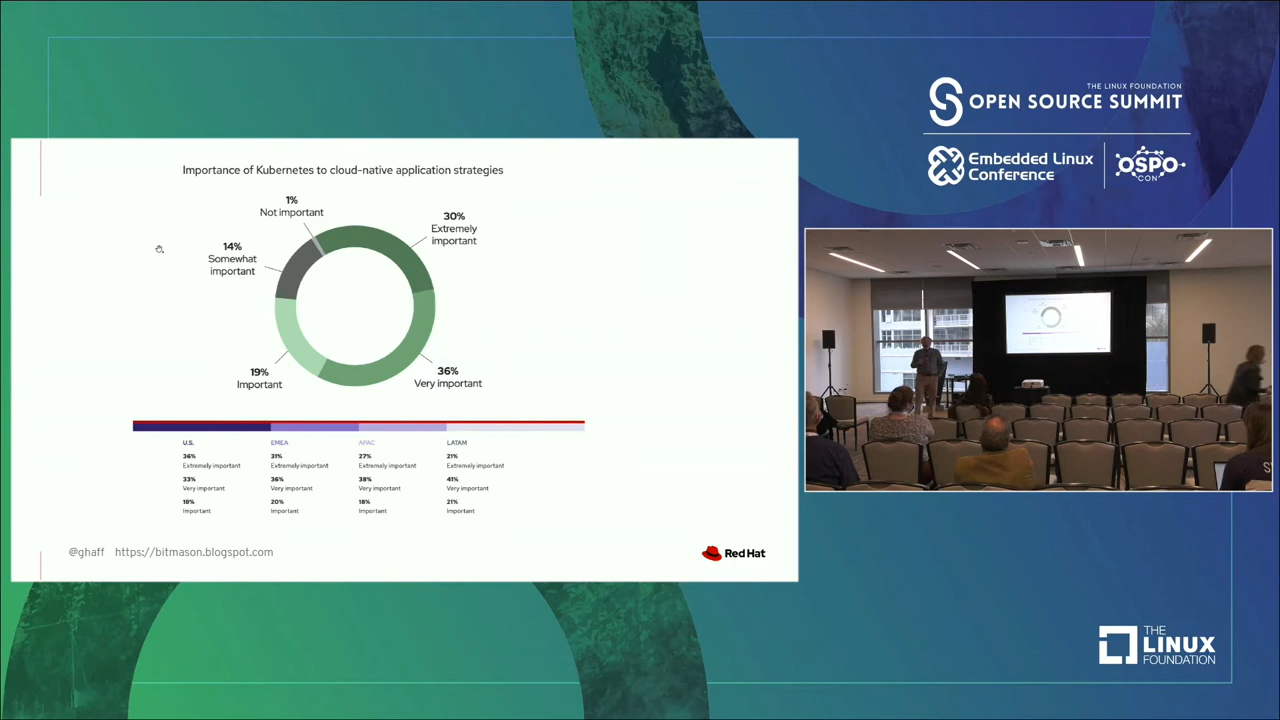 THE LINUX FOUNDATION
OPEN SOURCE SUMMIT
Embedded Linux
Conference
OSPO
CON
Importance of Kubernetes to cloud-native application strategies
1%
Not important
30%
Extremely
important
14%
Somewhat
important
19%
Important
36%
Very important
U.S.
36%
Extremely important
33%
Very important
18%
Important
EMEA
31%
Extremely important
36%
Very important
20%
Important
APAC
27%
Extremely important
38%
Very important
18%
Important
LATAM
21%
Extremely important
41%
Very important
21%
Important
@ghaff https://bitmason.blogspot.com
Red Hat
THE
LINUX
FOUNDATION